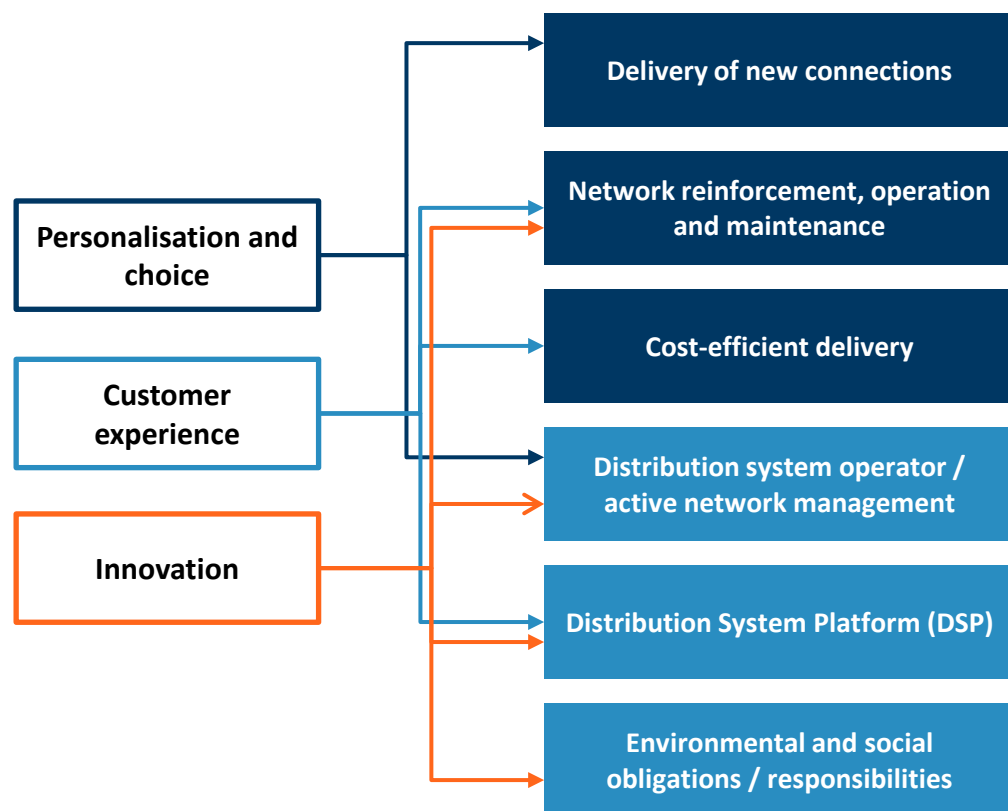 Personalisation and
choice
Customer
experience
Innovation
Delivery of new connections
Network reinforcement, operation
and maintenance
Cost-efficient delivery
Distribution system operator /
active network management
Distribution System Platform (DSP)
Environmental and social
obligations / responsibilities